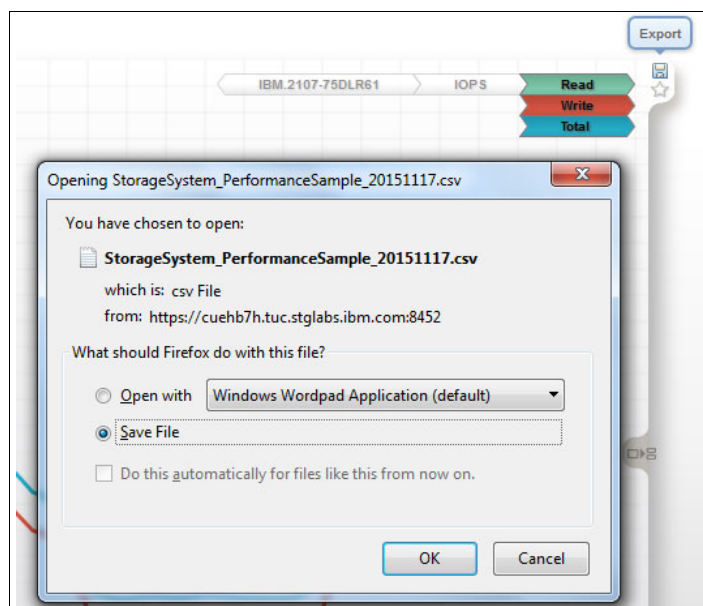 Export
IBM.2107-75DLR61
IOPS
Read
Write
Total
Opening StorageSystem_PerformanceSample_20151117.csv
You have chosen to open:
StorageSystem_PerformanceSample_20151117.csv
which is: csv File
from: https://cuehb7h.tuc.stglabs.ibm.com:8452
What should Firefox do with this file?
Open with
Windows Wordpad Application (default)
Save File
Do this automatically for files like this from now on.
OK
Cancel